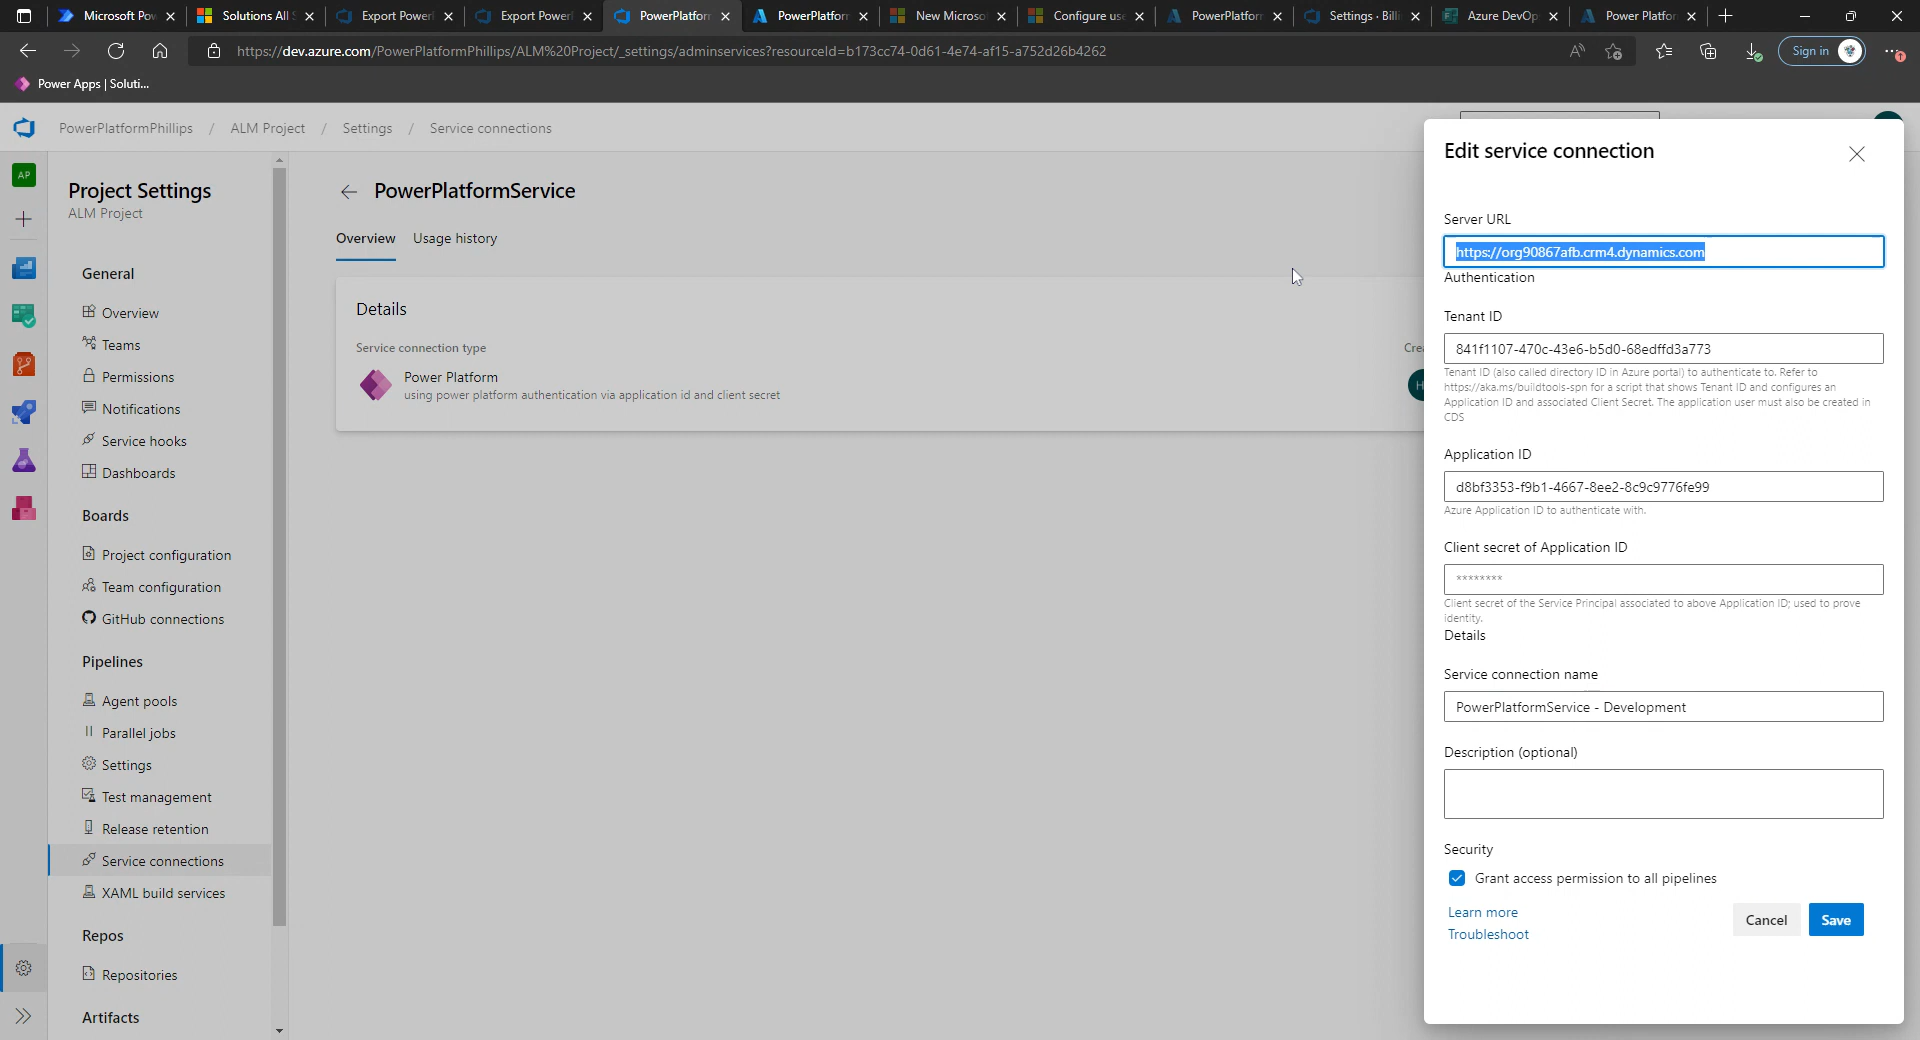 Microsoft Pow
Solutions All S
Export Power
Export Power
PowerPlatform
PowerPlatform
New Microsof
Configure use
PowerPlatform
Settings · Billi
Azure DevOp
Power Platfor
https://dev.azure.com/PowerPlatformPhillips/ALM%20Project/_settings/adminservices?resourceId=b173cc74-0d61-4e74-af15-a752d26b4262
Sign in
Power Apps | Soluti...
PowerPlatformPhillips / ALM Project / Settings / Service connections
AP
Project Settings
ALM Project
General
Overview
Teams
Permissions
Notifications
Service hooks
Dashboards
Boards
Project configuration
Team configuration
GitHub connections
Pipelines
Agent pools
Parallel jobs
Settings
Test management
Release retention
Service connections
XAML build services
Repos
Repositories
Artifacts
PowerPlatformService
Overview
Usage history
Details
Service connection type
Cre
Power Platform
using power platform authentication via application id and client secret
H
Edit service connection
Server URL
https://org90867afb.crm4.dynamics.com
Authentication
Tenant ID
841f1107-470c-43e6-b5d0-68edffd3a773
Tenant ID (also called directory ID in Azure portal) to authenticate to. Refer to
https://aka.ms/buildtools-spn for a script that shows Tenant ID and configures an
Application ID and associated Client Secret. The application user must also be created in
CDS
Application ID
d8bf3353-f9b1-4667-8ee2-8c9c9776fe99
Azure Application ID to authenticate with.
Client secret of Application ID
********
Client secret of the Service Principal associated to above Application ID; used to prove
identity.
Details
Service connection name
PowerPlatformService - Development
Description (optional)
Security
Grant access permission to all pipelines
Learn more
Troubleshoot
Cancel
Save